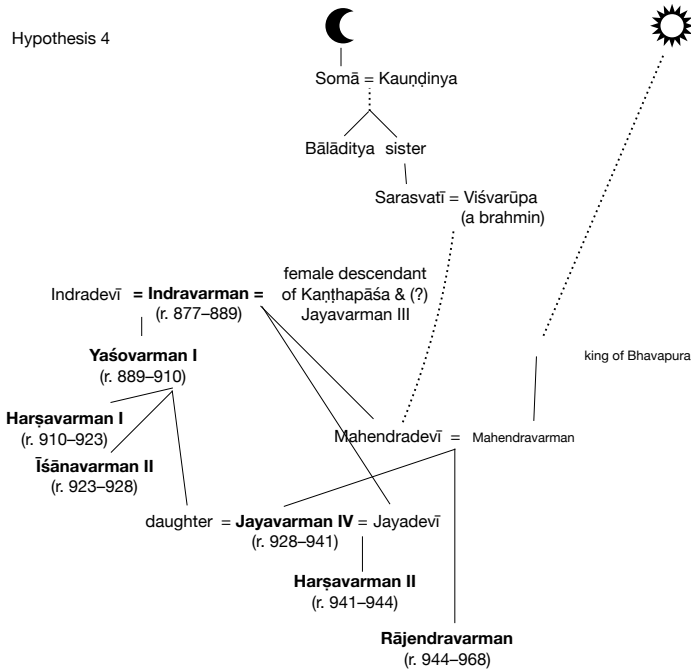 Hypothesis 4
Somā = Kauṇḍinya
Bālāditya sister
Sarasvatī = Viśvarūpa
(a brahmin)
female descendant
of Kaṇṭhapāśa & (?)
Jayavarman III
Indradevī = Indravarman =
(r. 877–889)
Yaśovarman I
(r. 889–910)
king of Bhavapura
Harṣavarman I
(r. 910–923)
Mahendradevī = Mahendravarman
Īśānavarman II
(r. 923–928)
daughter = Jayavarman IV = Jayadevī
(r. 928–941)
Harṣavarman II
(r. 941–944)
Rājendravarman
(r. 944–968)